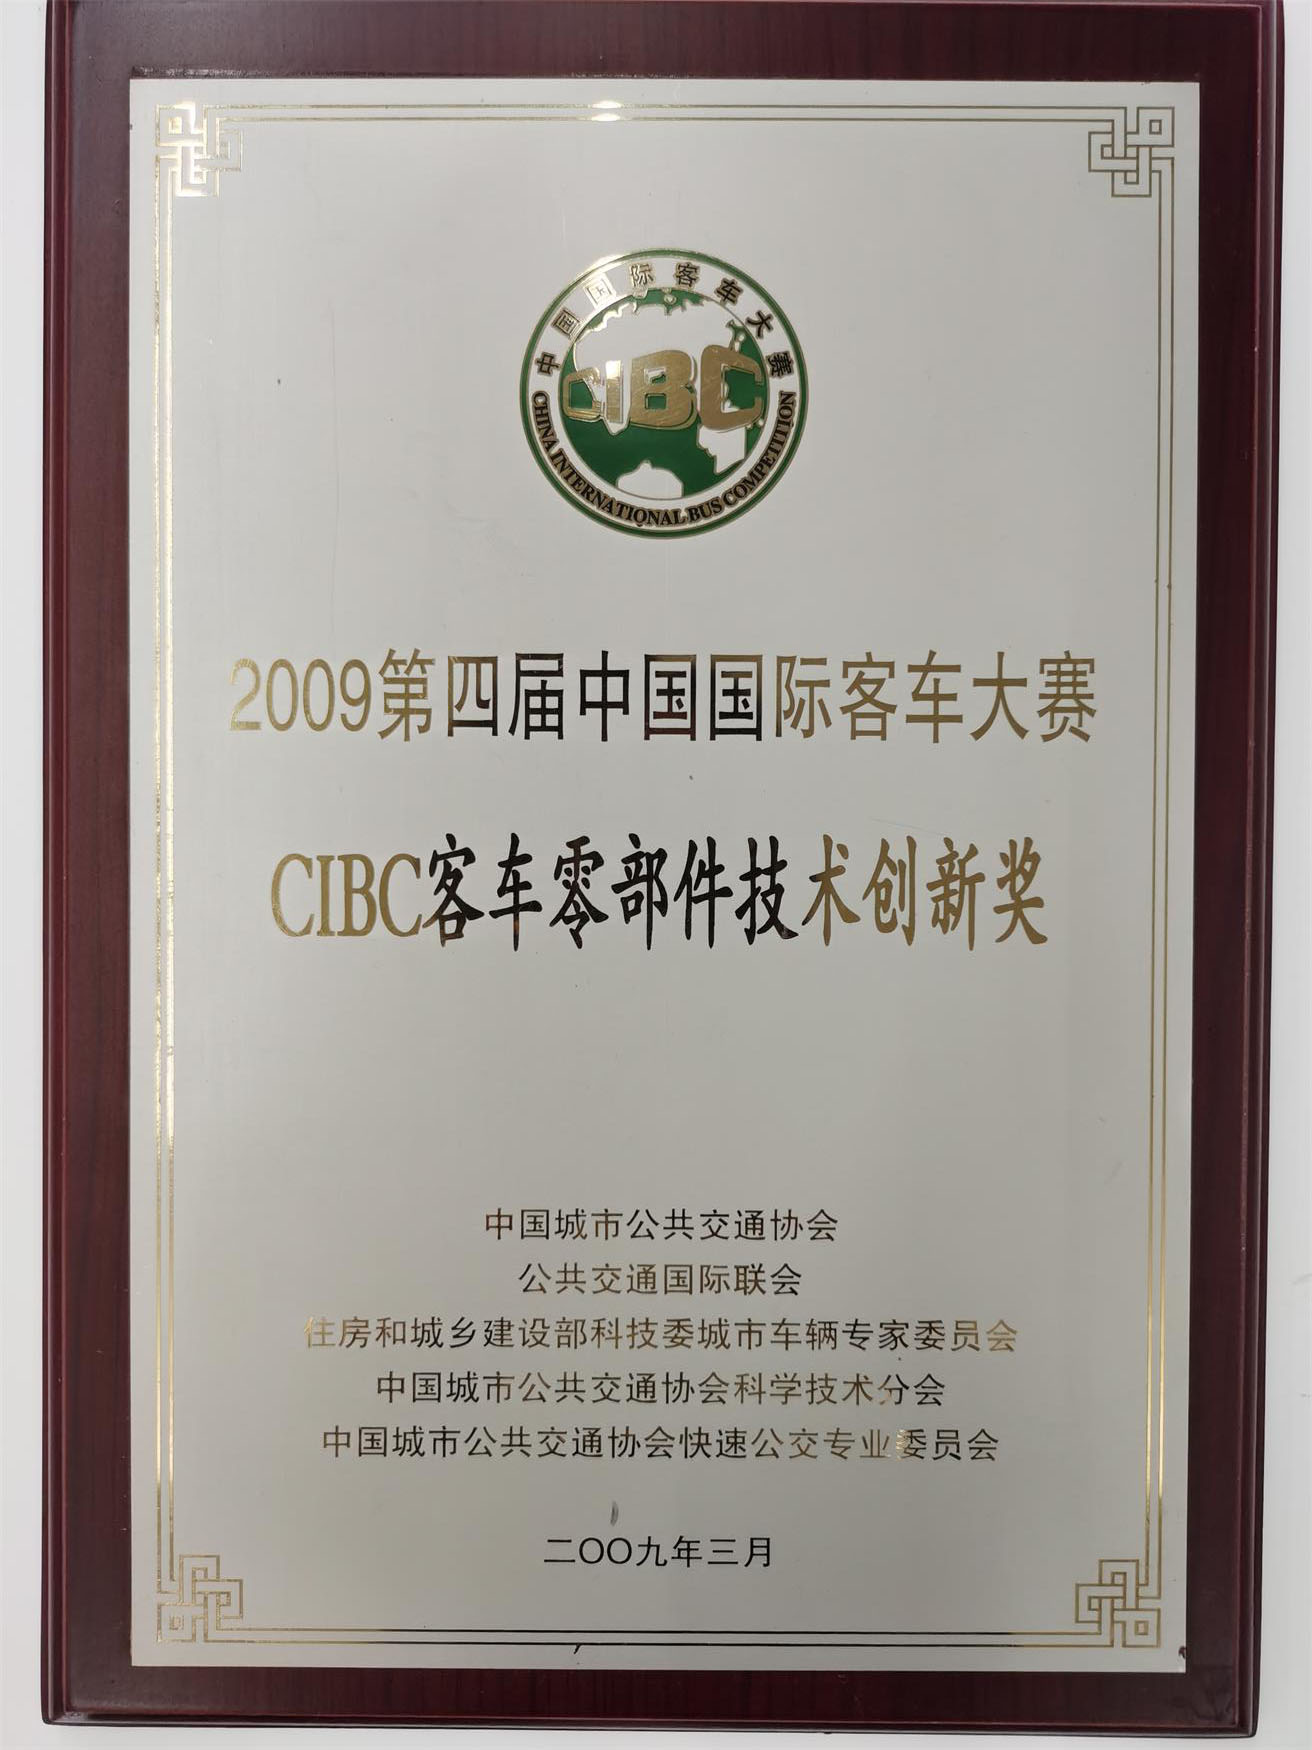 中国国际客车大赛
CIBC
CHINA INTERNATIONAL BUS COMPETITION
2009第四届中国国际客车大赛
CIBC客车零部件技术创新奖
中国城市公共交通协会
公共交通国际联会
住房和城乡建设部科技委城市车辆专家委员会
中国城市公共交通协会科学技术分会
中国城市公共交通协会快速公交专业委员会
二〇〇九年三月